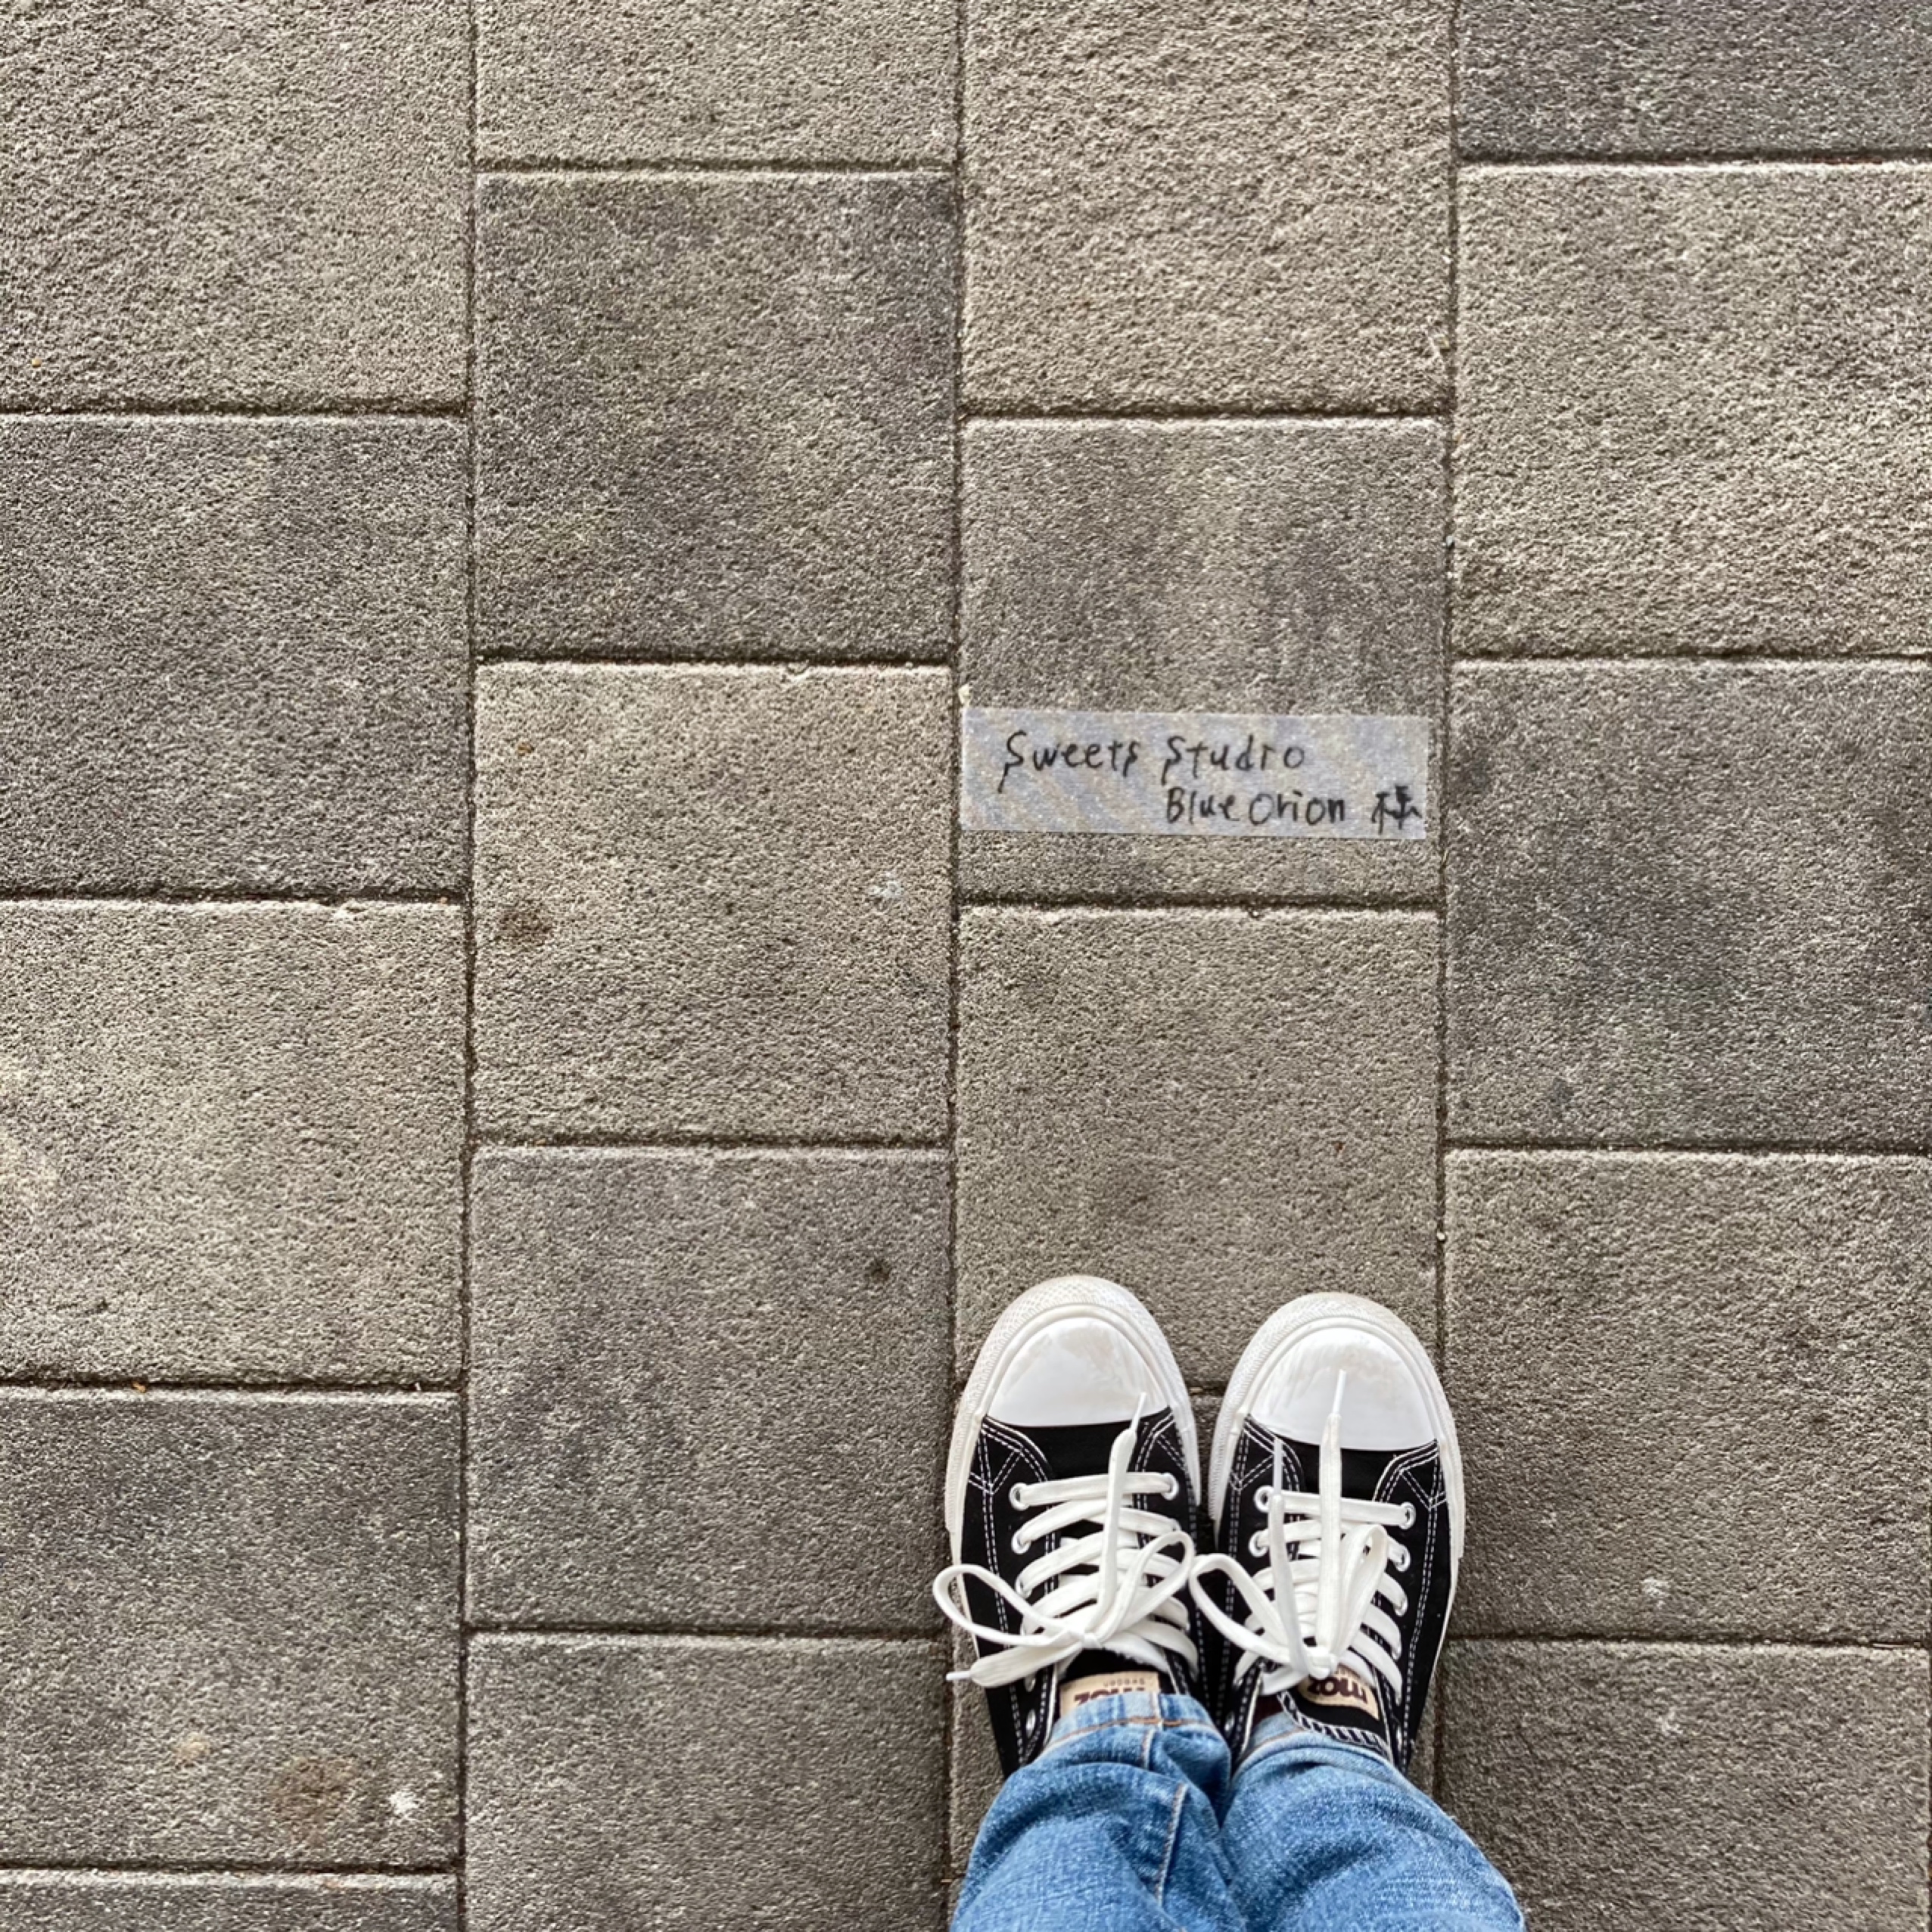 Sweets Studio
Blue Orion 様